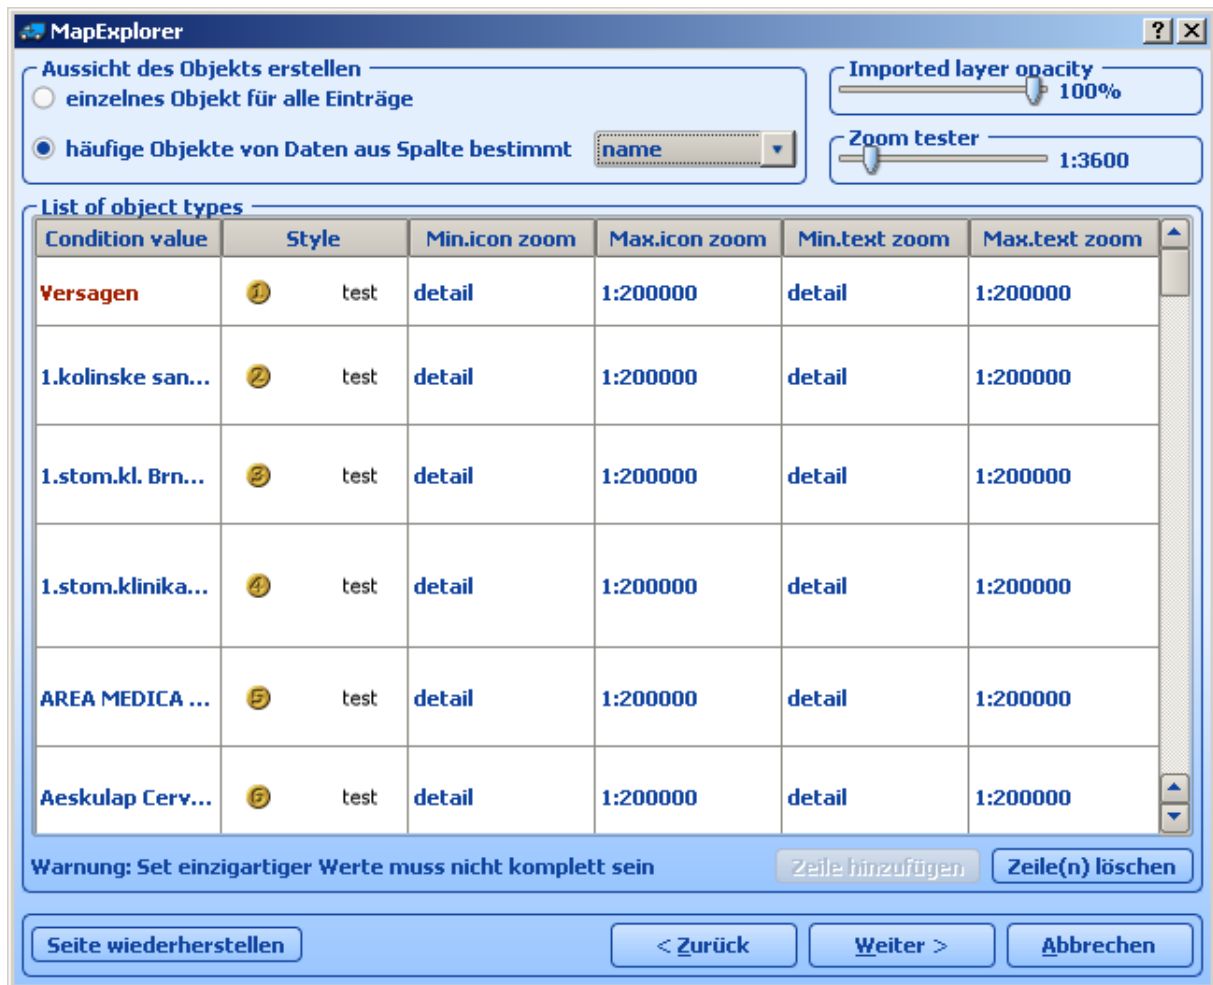 MapExplorer
Aussicht des Objekts erstellen
einzelnes Objekt für alle Einträge
häufige Objekte von Daten aus Spalte bestimmt name
Imported layer opacity
100%
Zoom tester
1:3600
List of object types
Condition value Style Min.icon zoom Max.icon zoom Min.text zoom Max.text zoom
Versagen 1 test detail 1:200000 detail 1:200000
1.kolinske san... 2 test detail 1:200000 detail 1:200000
1.stom.kl. Brn... 3 test detail 1:200000 detail 1:200000
1.stom.klinika... 4 test detail 1:200000 detail 1:200000
AREA MEDICA ... 5 test detail 1:200000 detail 1:200000
Aeskulap Cerv... 6 test detail 1:200000 detail 1:200000
Warnung: Set einzigartiger Werte muss nicht komplett sein Zeile hinzufügen Zeile(n) löschen
Seite wiederherstellen < Zurück Weiter > Abbrechen